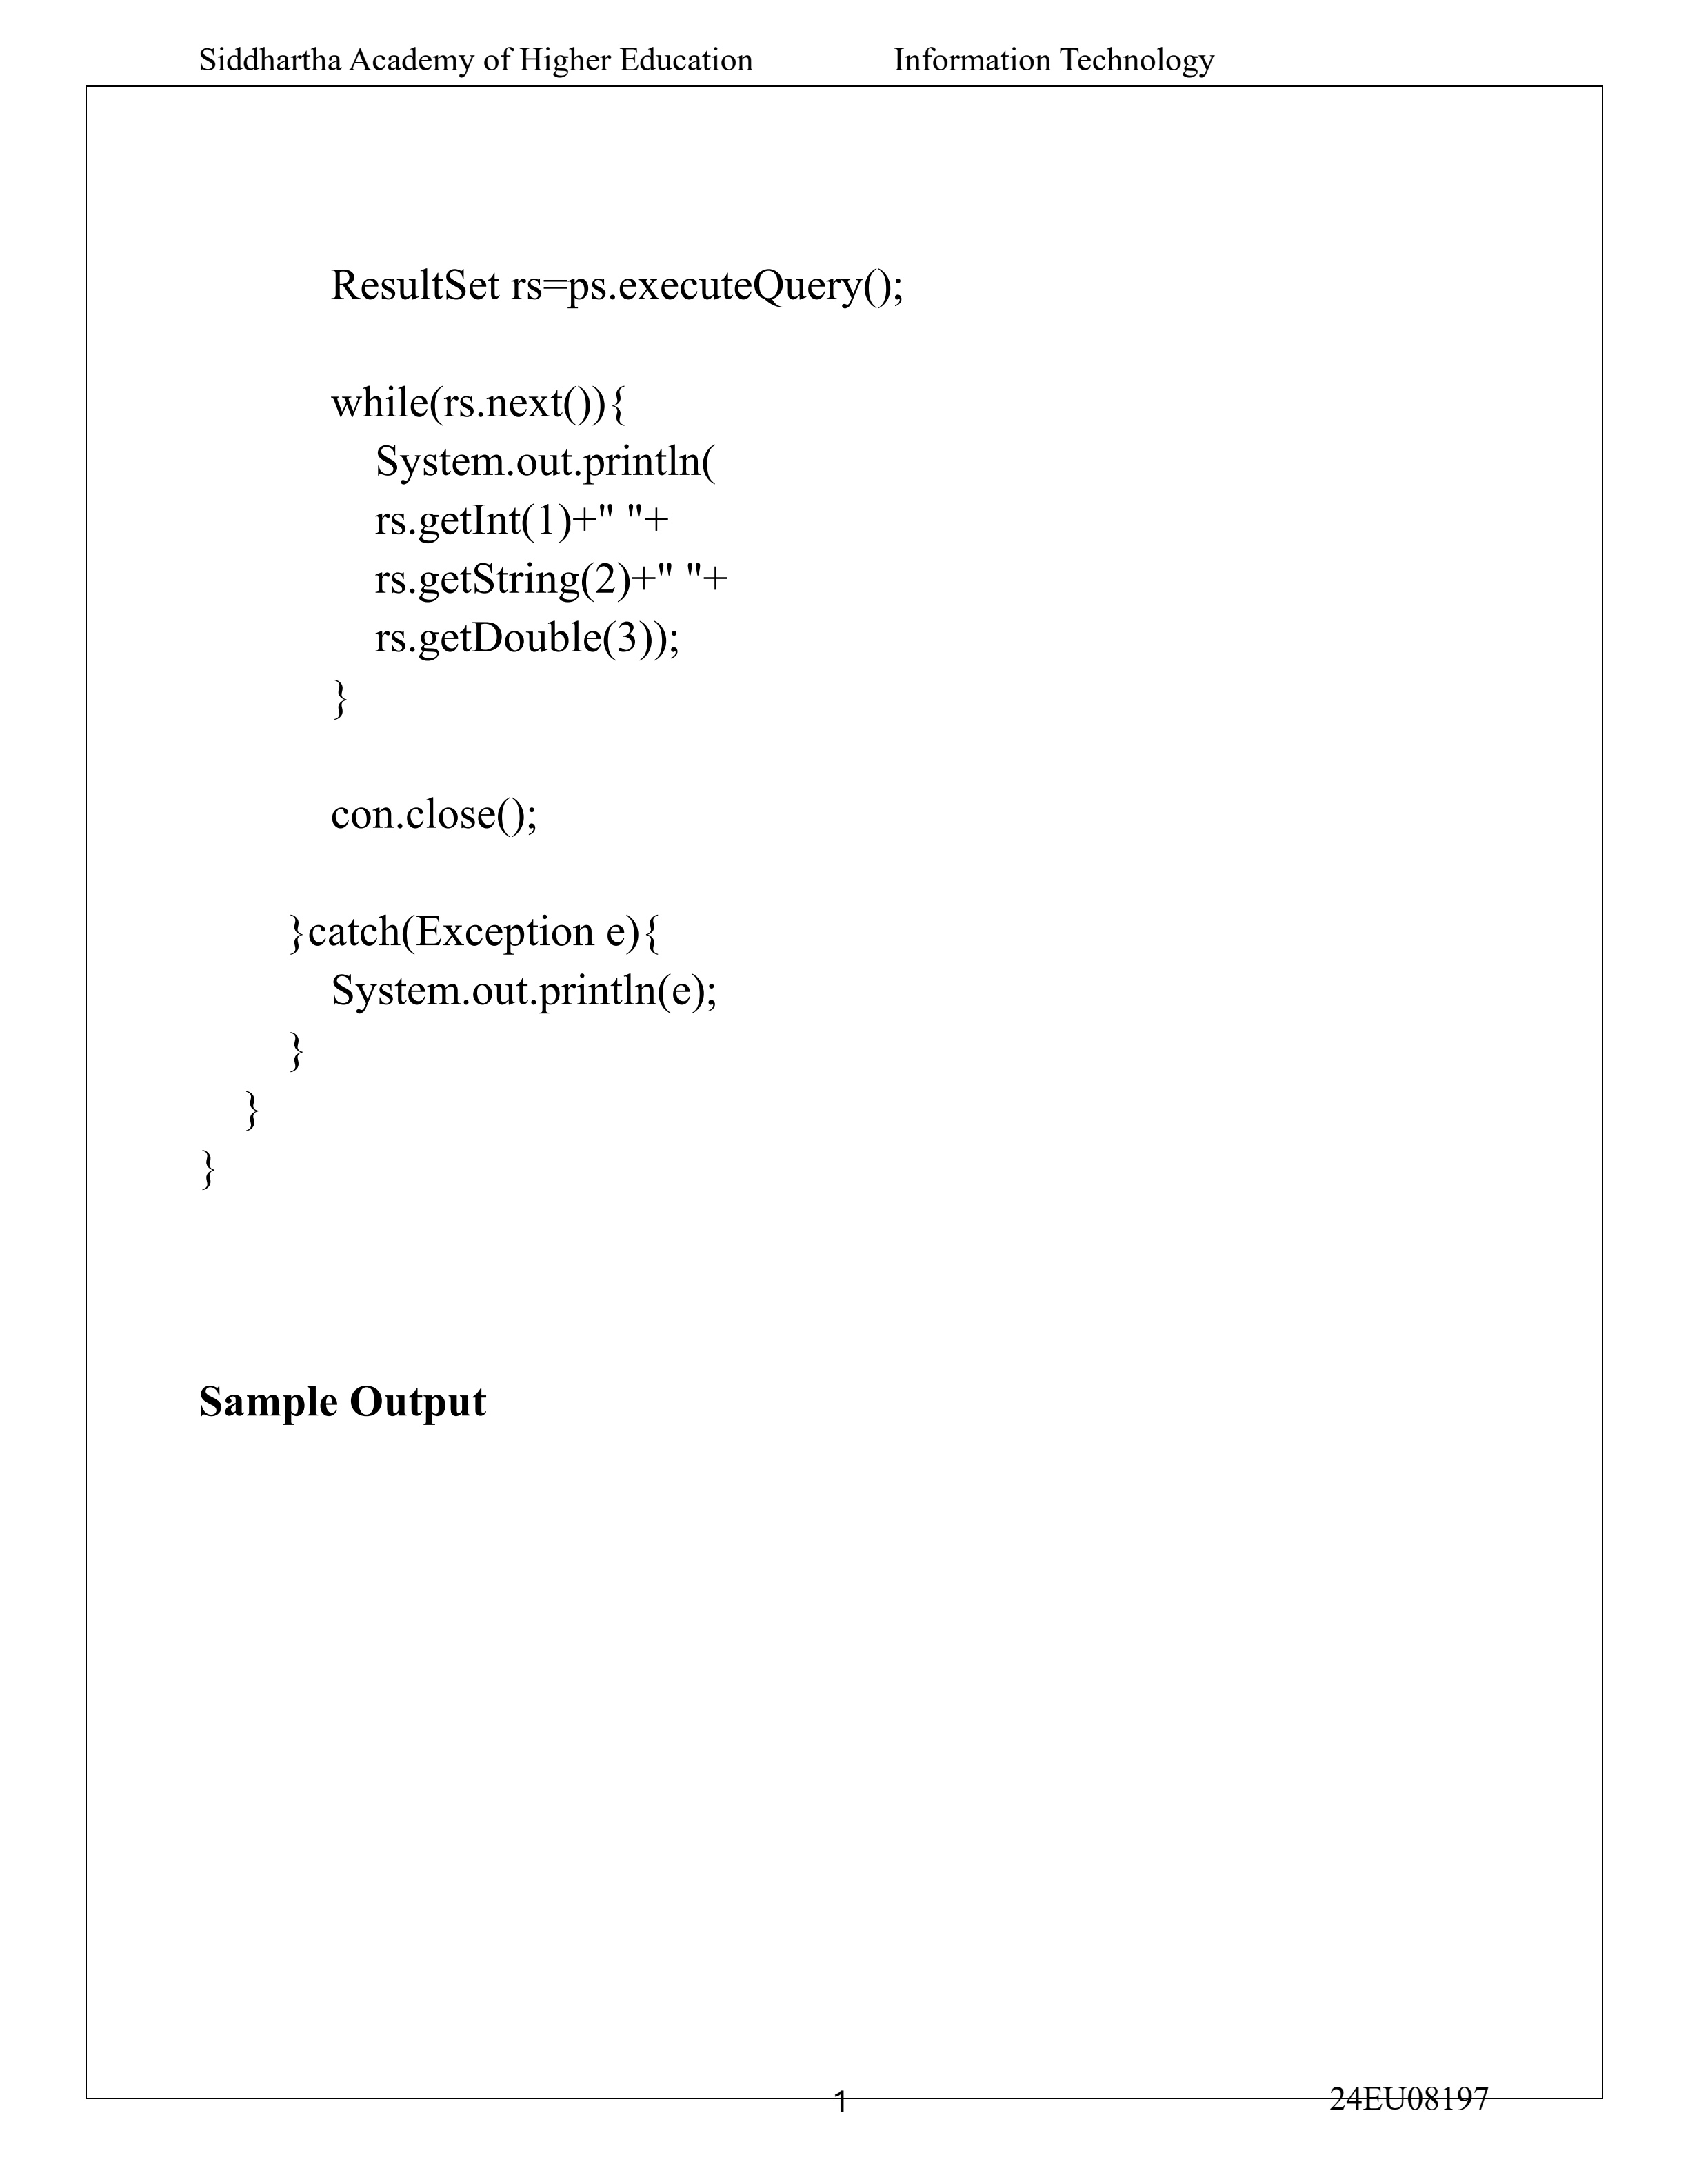 Siddhartha Academy of Higher Education Information Technology
ResultSet rs=ps.executeQuery();
while(rs.next()){
System.out.println(
rs.getInt(1)+" "+
rs.getString(2)+" "+
rs.getDouble(3));
}
con.close();
}catch(Exception e){
System.out.println(e);
}
}
}
Sample Output
1 24EU08197